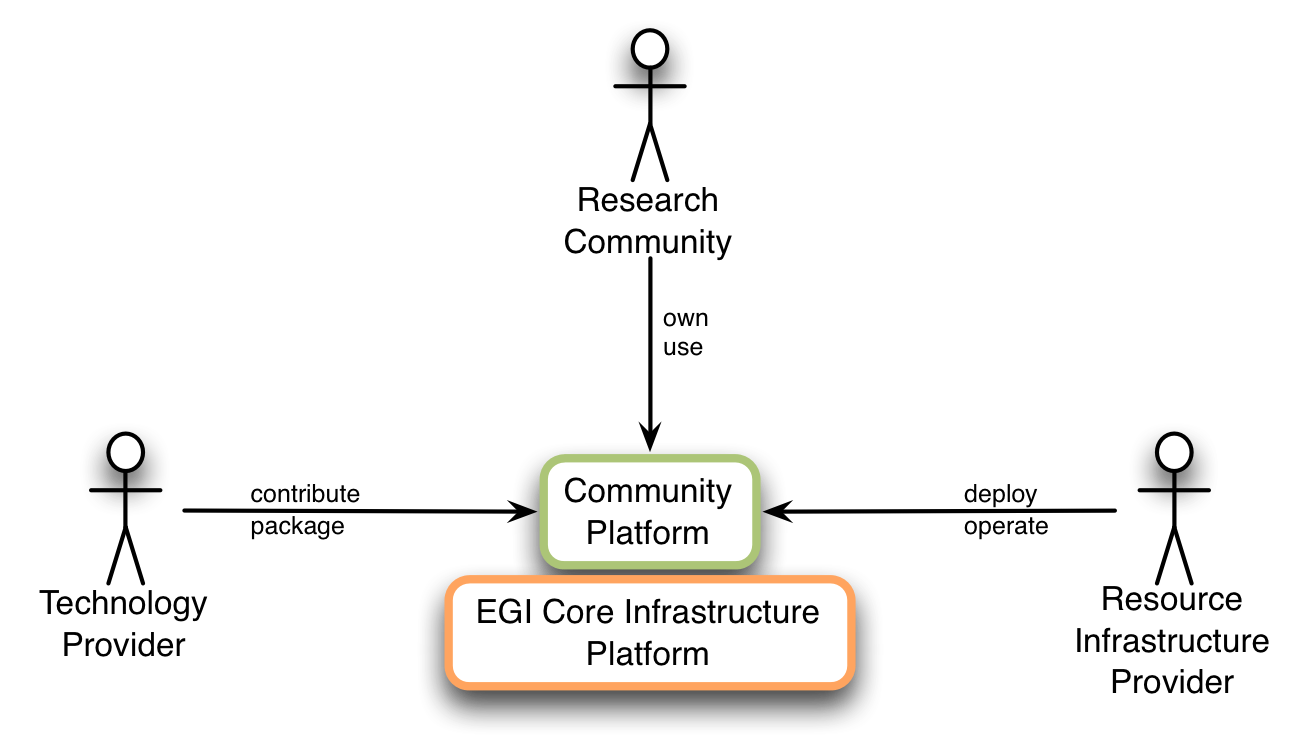 Research
Community
own
use
contribute
package
Community
Platform
deploy
operate
EGI Core Infrastructure
Platform
Technology
Provider
Resource
Infrastructure
Provider